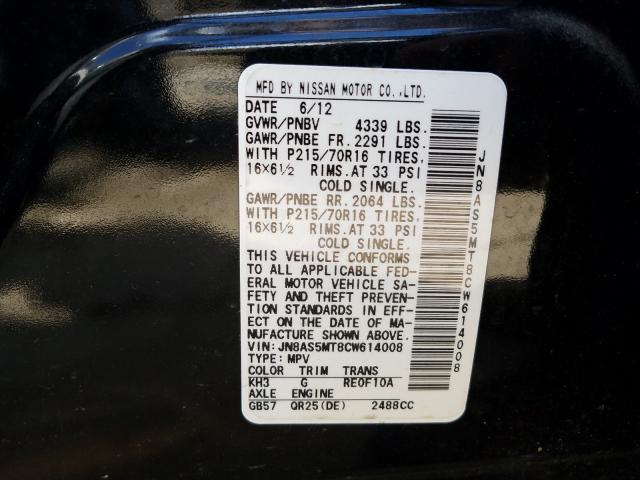 MFD BY NISSAN MOTOR CO.,LTD.
DATE 6/12
GVWR/PNBV 4339 LBS.
GAWR/PNBE FR. 2291 LBS.
WITH P215/70R16 TIRES,
16X6½ RIMS.AT 33 PSI
COLD SINGLE.
GAWR/PNBE RR. 2064 LBS.
WITH P215/70R16 TIRES,
16X6½ RIMS.AT 33 PSI
COLD SINGLE.
THIS VEHICLE CONFORMS
TO ALL APPLICABLE FED-
ERAL MOTOR VEHICLE SA-
FETY AND THEFT PREVEN-
TION STANDARDS IN EFF-
ECT ON THE DATE OF MA-
NUFACTURE SHOWN ABOVE.
VIN: JN8AS5MT8CW614008
TYPE: MPV
COLOR TRIM TRANS
KH3 G RE0F10A
AXLE ENGINE
GB57 QR25(DE) 2488CC
JN8AS5MT8CW614008